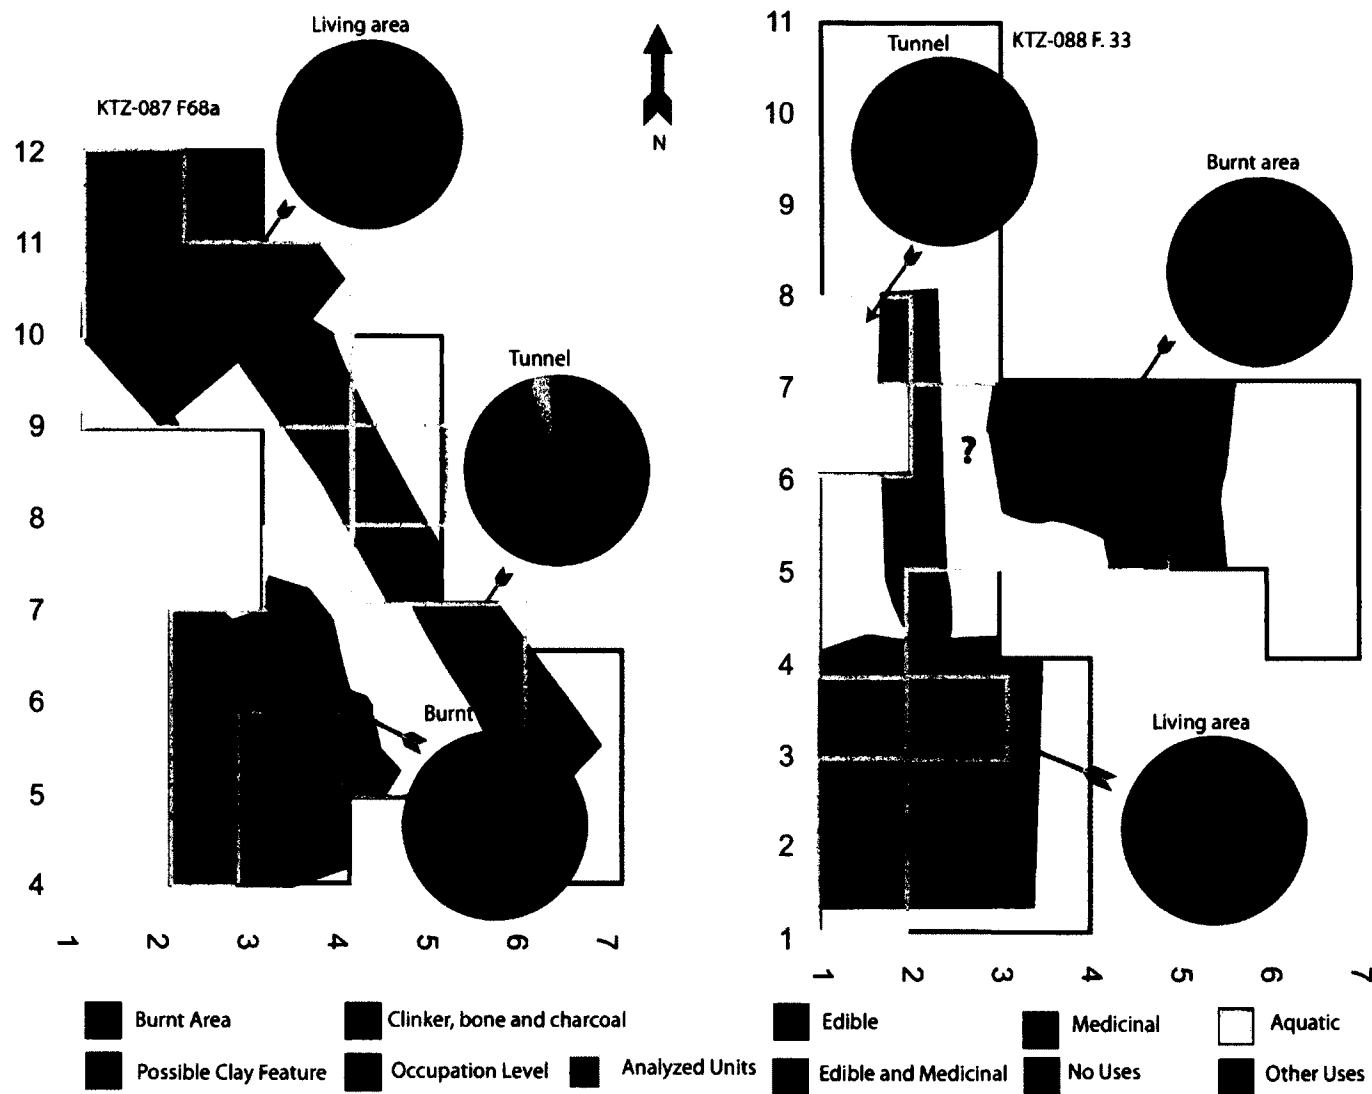 Living area
KTZ-087 F68a
N
12
11
10
9
8
7
6
5
4
1
2
3
4
5
6
7
Tunnel
Burnt
11
10
9
8
7
6
5
4
3
2
1
1
2
3
4
5
6
7
Tunnel
KTZ-088 F. 33
Burnt area
?
Living area
Burnt Area
Clinker, bone and charcoal
Possible Clay Feature
Occupation Level
Analyzed Units
Edible
Medicinal
Aquatic
Edible and Medicinal
No Uses
Other Uses